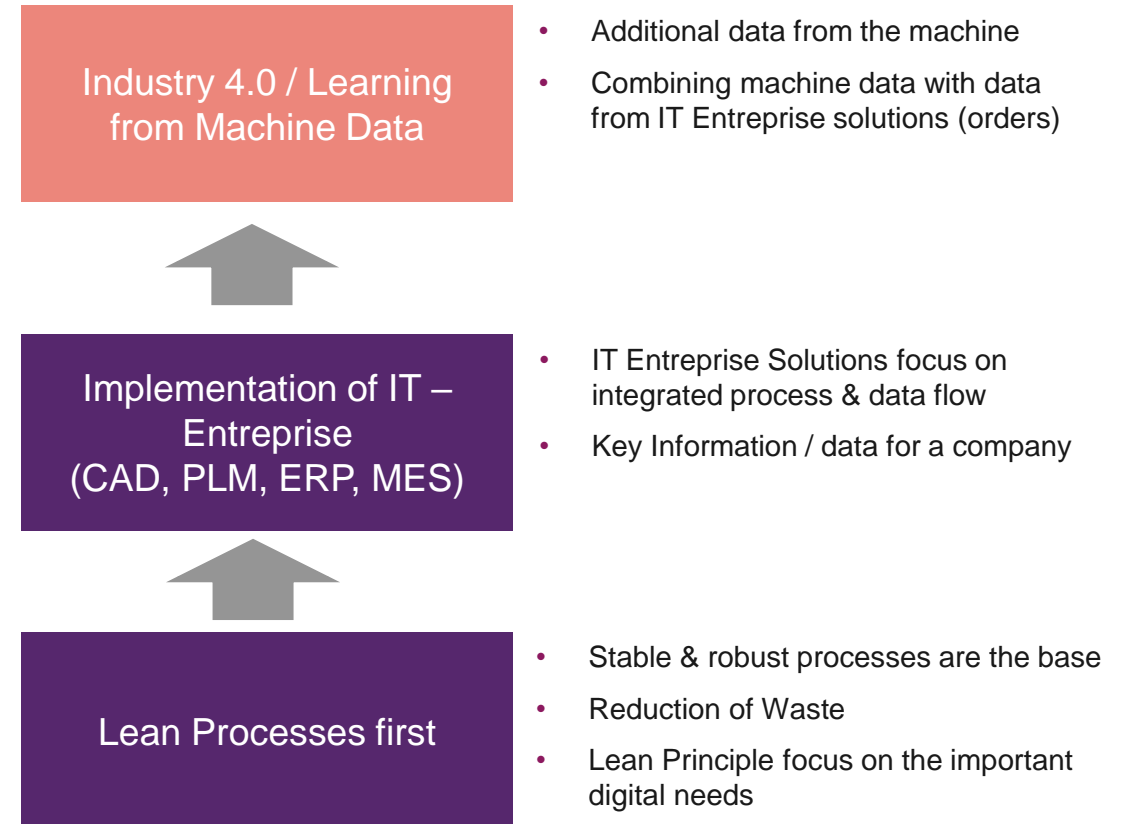 Industry 4.0 / Learning
from Machine Data
• Additional data from the machine
• Combining machine data with data
from IT Entreprise solutions (orders)
Implementation of IT –
Entreprise
(CAD, PLM, ERP, MES)
• IT Entreprise Solutions focus on
integrated process & data flow
• Key Information / data for a company
Lean Processes first
• Stable & robust processes are the base
• Reduction of Waste
• Lean Principle focus on the important
digital needs